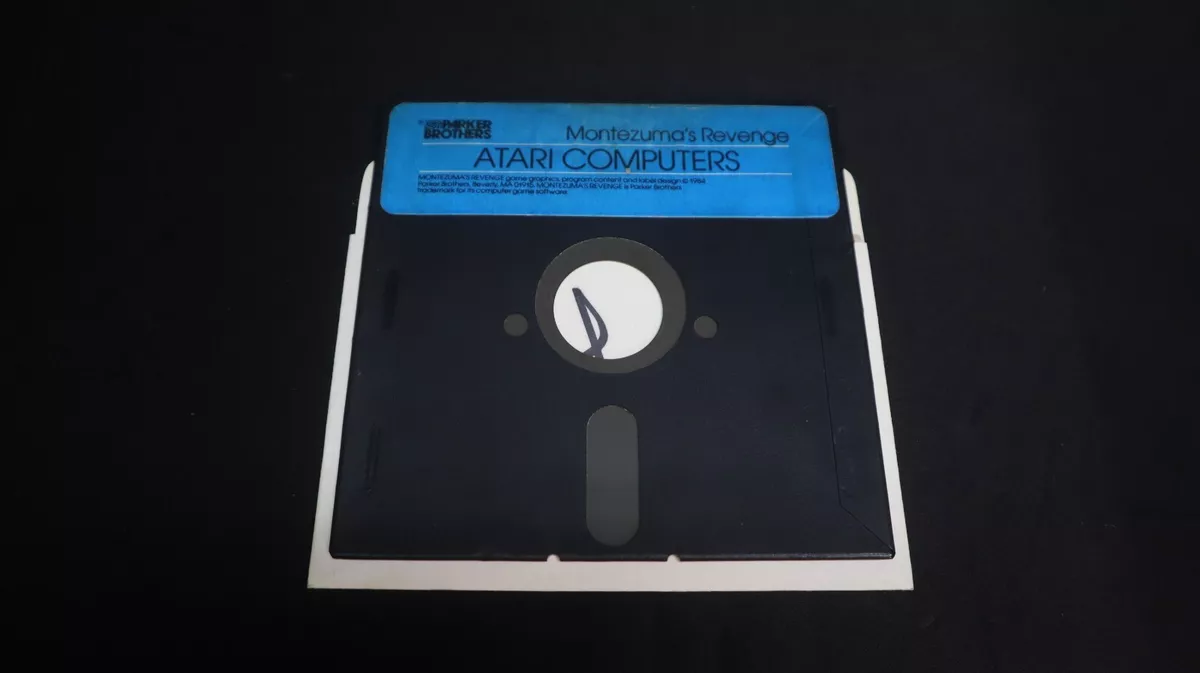 PARKER
BROTHERS
Montezuma's Revenge
ATARI COMPUTERS
MONTEZUMA'S REVENGE game graphics, program content and label design © 1984
Parker Brothers, Beverly, MA 01915. MONTEZUMA'S REVENGE is Parker Brothers
trademark for its computer game software.